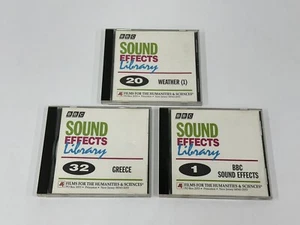 BBC
SOUND
EFFECTS
Library
20 WEATHER (1)
FILMS FOR THE HUMANITIES & SCIENCES
BBC
SOUND
EFFECTS
Library
32 GREECE
FILMS FOR THE HUMANITIES & SCIENCES
BBC
SOUND
EFFECTS
Library
1 BBC
SOUND EFFECTS
FILMS FOR THE HUMANITIES & SCIENCES